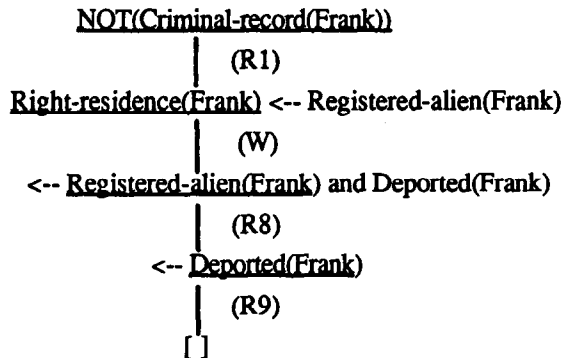 NOT(Criminal-record(Frank))
(R1)
Right-residence(Frank) <-- Registered-alien(Frank)
(W)
<-- Registered-alien(Frank) and Deported(Frank)
(R8)
<-- Deported(Frank)
(R9)
[ ]